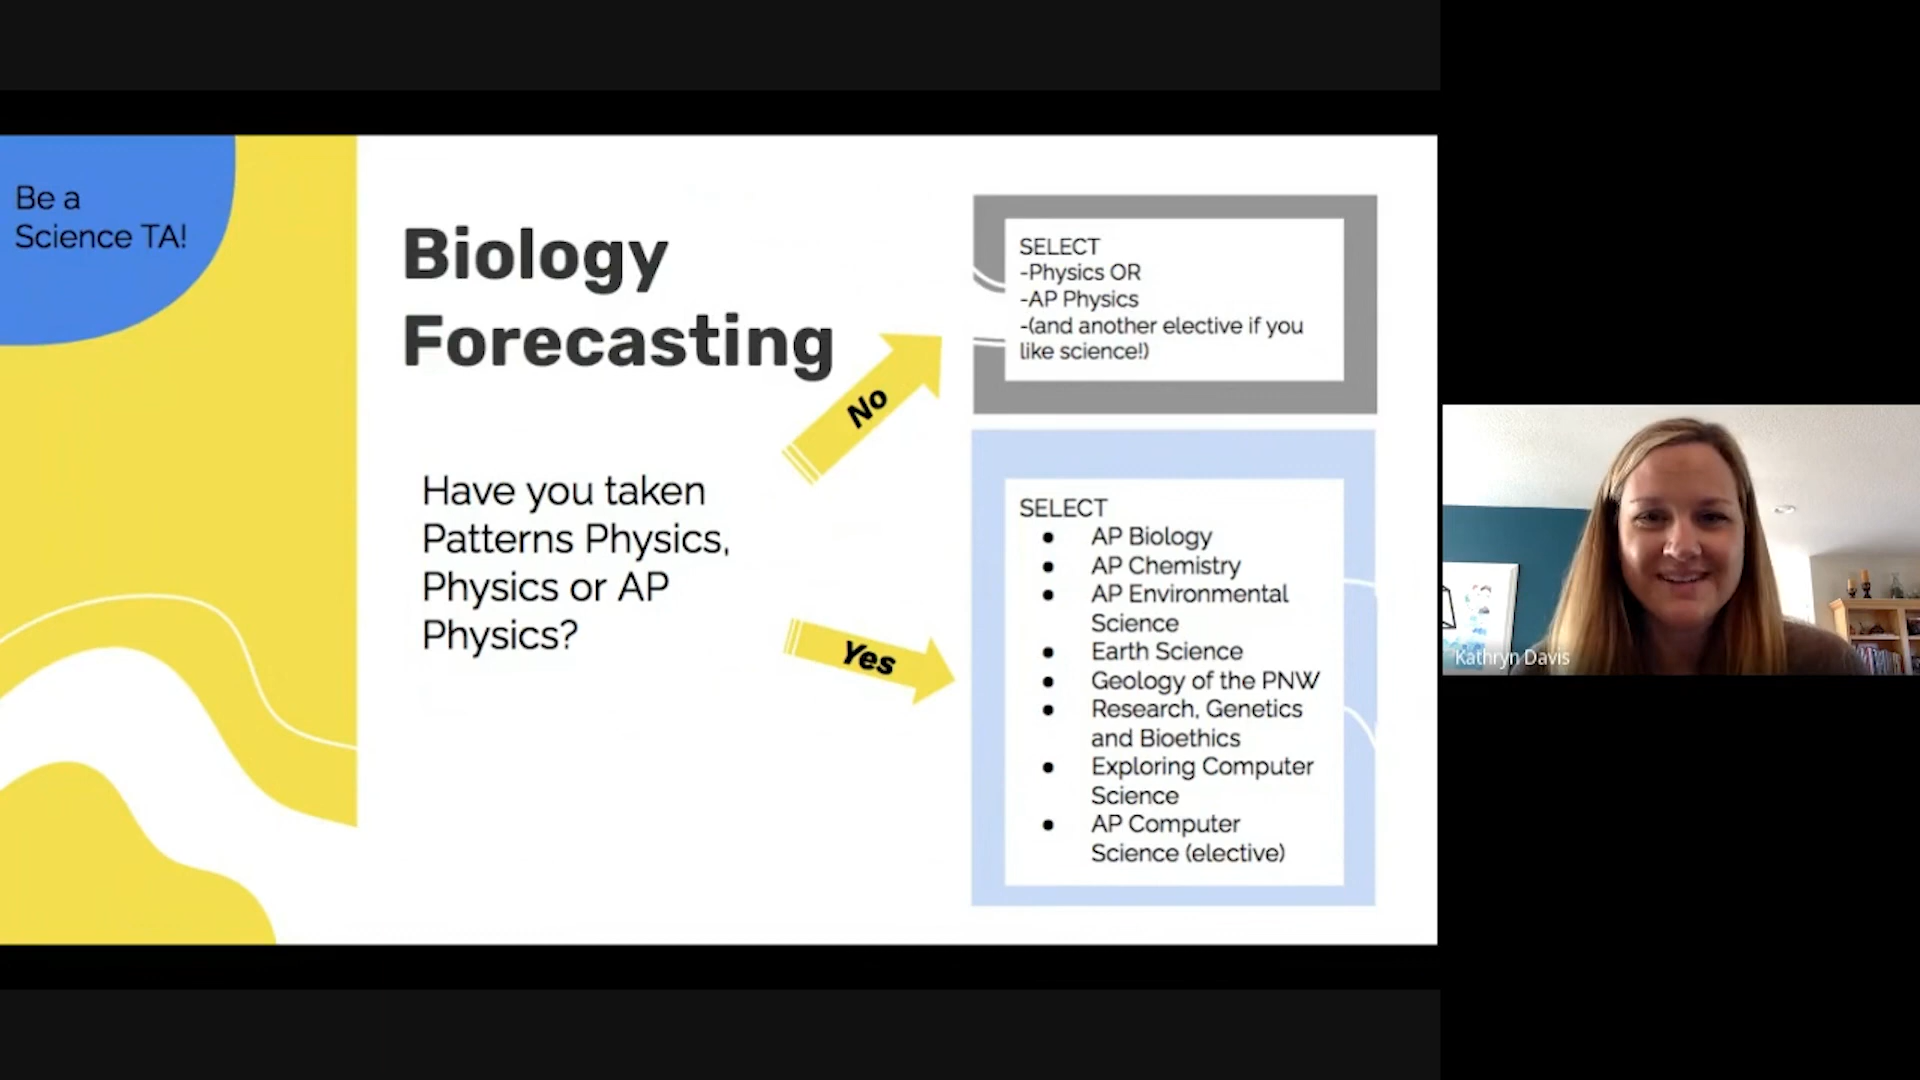 Be a
Science TA!
Biology
Forecasting
Have you taken
Patterns Physics,
Physics or AP
Physics?
No
Yes
SELECT
-Physics OR
-AP Physics
-(and another elective if you
like science!)
SELECT
● AP Biology
● AP Chemistry
● AP Environmental
Science
● Earth Science
● Geology of the PNW
● Research, Genetics
and Bioethics
● Exploring Computer
Science
● AP Computer
Science (elective)
Kathryn Davis